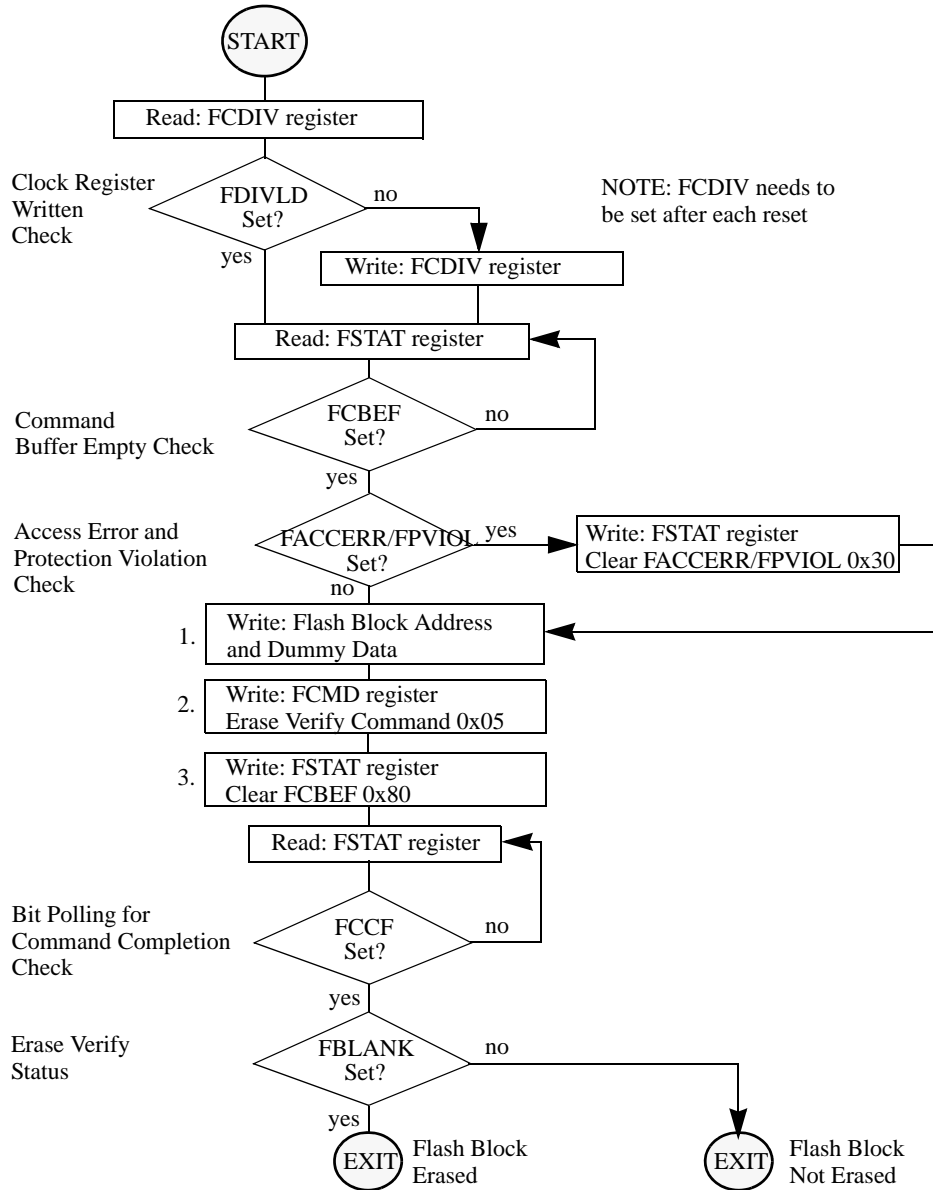 START
Read: FCDIV register
Clock Register
Written
Check
FDIVLD
Set?
no
yes
NOTE: FCDIV needs to
be set after each reset
Write: FCDIV register
Read: FSTAT register
Command
Buffer Empty Check
FCBEF
Set?
no
yes
Access Error and
Protection Violation
Check
FACCERR/FPVIOL
Set?
yes
no
Write: FSTAT register
Clear FACCERR/FPVIOL 0x30
1.
Write: Flash Block Address
and Dummy Data
2.
Write: FCMD register
Erase Verify Command 0x05
3.
Write: FSTAT register
Clear FCBEF 0x80
Read: FSTAT register
Bit Polling for
Command Completion
Check
FCCF
Set?
no
yes
Erase Verify
Status
FBLANK
Set?
no
yes
EXIT
Flash Block
Erased
EXIT
Flash Block
Not Erased